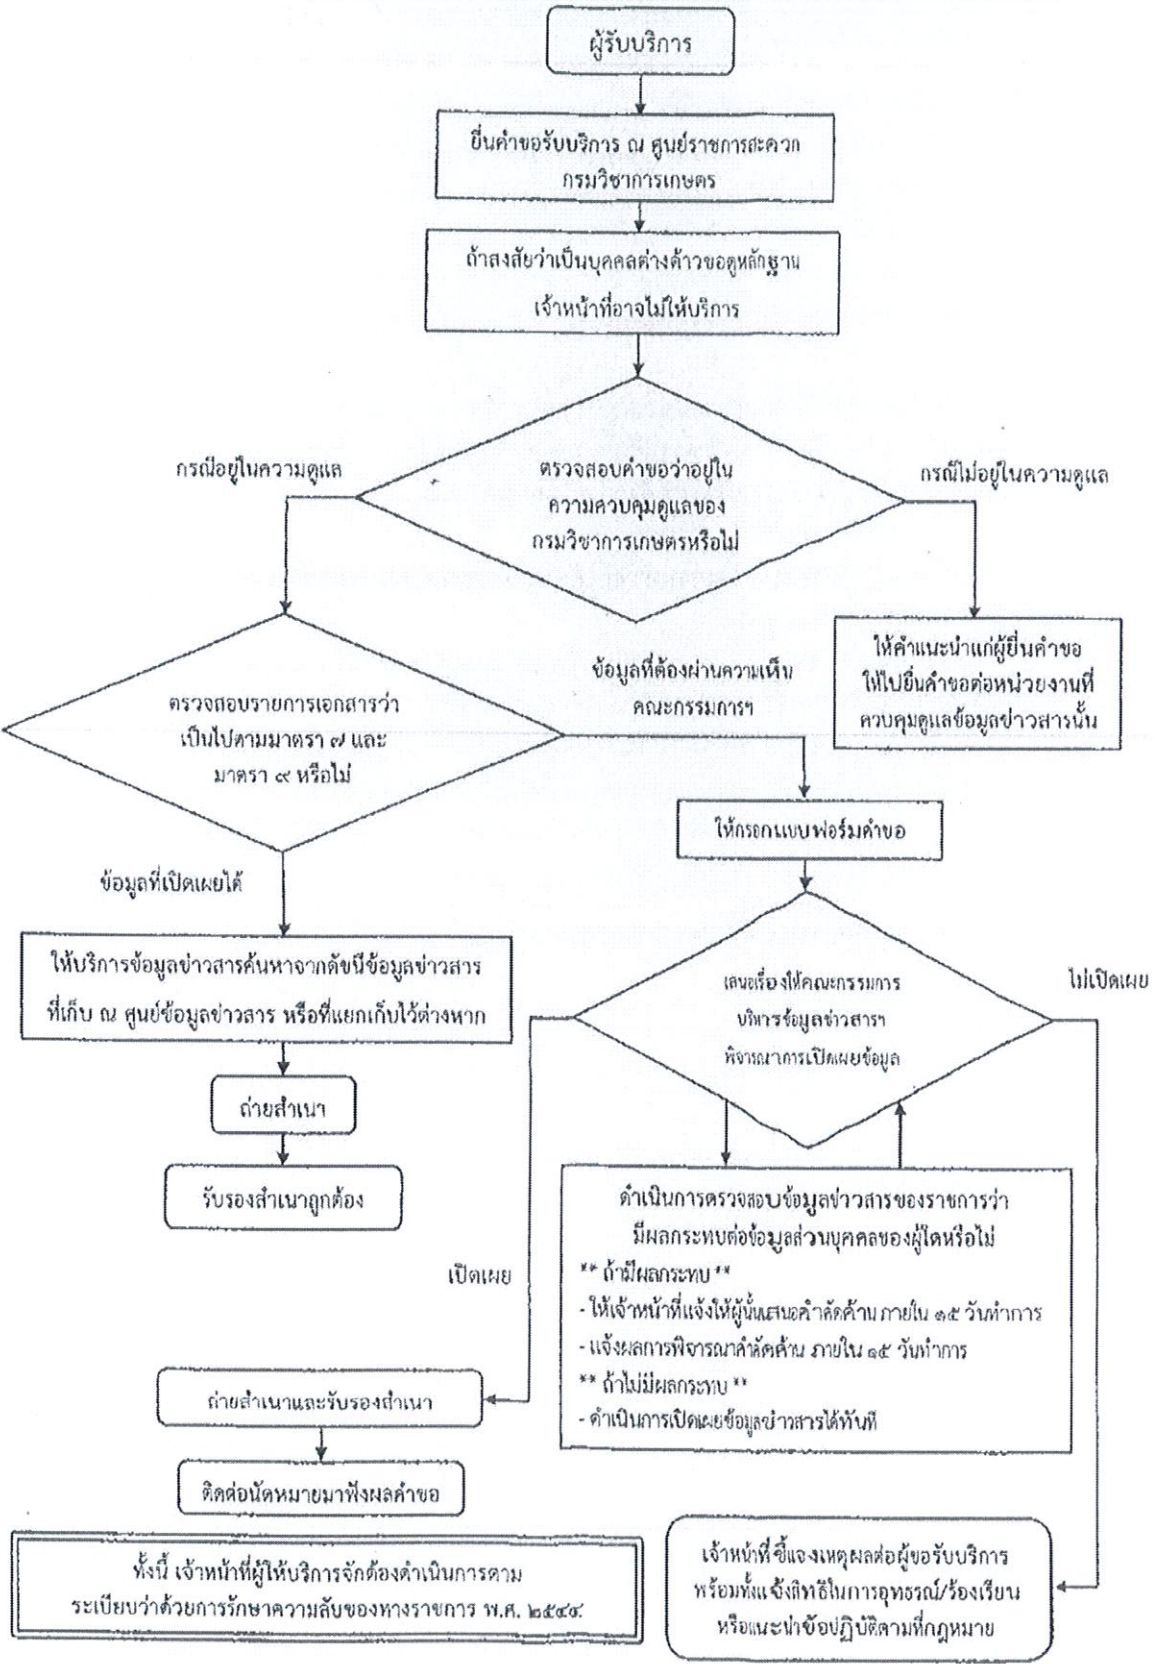 ผู้รับบริการ
ยื่นคำขอรับบริการ ณ ศูนย์ราชการสะดวก
กรมวิชาการเกษตร
ถ้าสงสัยว่าเป็นบุคคลต่างด้าวขอดูหลักฐาน
เจ้าหน้าที่อาจไม่ให้บริการ
กรณีอยู่ในความดูแล
ตรวจสอบคำขอว่าอยู่ใน
ความควบคุมดูแลของ
กรมวิชาการเกษตรหรือไม่
กรณีไม่อยู่ในความดูแล
ให้คำแนะนำแก่ผู้ยื่นคำขอ
ให้ไปยื่นคำขอต่อหน่วยงานที่
ควบคุมดูแลข้อมูลข่าวสารนั้น
ตรวจสอบรายการเอกสารว่า
เป็นไปตามมาตรา ๗ และ
มาตรา ๙ หรือไม่
ข้อมูลที่ต้องผ่านความเห็น
คณะกรรมการฯ
ให้กรอกแบบฟอร์มคำขอ
ข้อมูลที่เปิดเผยได้
ให้บริการข้อมูลข่าวสารค้นหาจากดัชนีข้อมูลข่าวสาร
ที่เก็บ ณ ศูนย์ข้อมูลข่าวสาร หรือที่แยกเก็บไว้ต่างหาก
ถ่ายสำเนา
รับรองสำเนาถูกต้อง
เสนอเรื่องให้คณะกรรมการ
บริหารข้อมูลข่าวสารฯ
พิจารณาการเปิดเผยข้อมูล
ไม่เปิดเผย
ดำเนินการตรวจสอบข้อมูลข่าวสารของราชการว่า
มีผลกระทบต่อข้อมูลส่วนบุคคลของผู้ใดหรือไม่
** ถ้ามีผลกระทบ **
- ให้เจ้าหน้าที่แจ้งให้ผู้นั้นเสนอคำคัดค้าน ภายใน ๑๕ วันทำการ
- แจ้งผลการพิจารณาคำคัดค้าน ภายใน ๑๕ วันทำการ
** ถ้าไม่มีผลกระทบ **
- ดำเนินการเปิดเผยข้อมูลข่าวสารได้ทันที
เปิดเผย
ถ่ายสำเนาและรับรองสำเนา
ติดต่อนัดหมายมาฟังผลคำขอ
ทั้งนี้ เจ้าหน้าที่ผู้ให้บริการจักต้องดำเนินการตาม
ระเบียบว่าด้วยการรักษาความลับของทางราชการ พ.ศ. ๒๕๔๔
เจ้าหน้าที่ชี้แจงเหตุผลต่อผู้ขอรับบริการ
พร้อมทั้งแจ้งสิทธิในการอุทธรณ์/ร้องเรียน
หรือแนะนำข้อปฏิบัติตามที่กฎหมาย